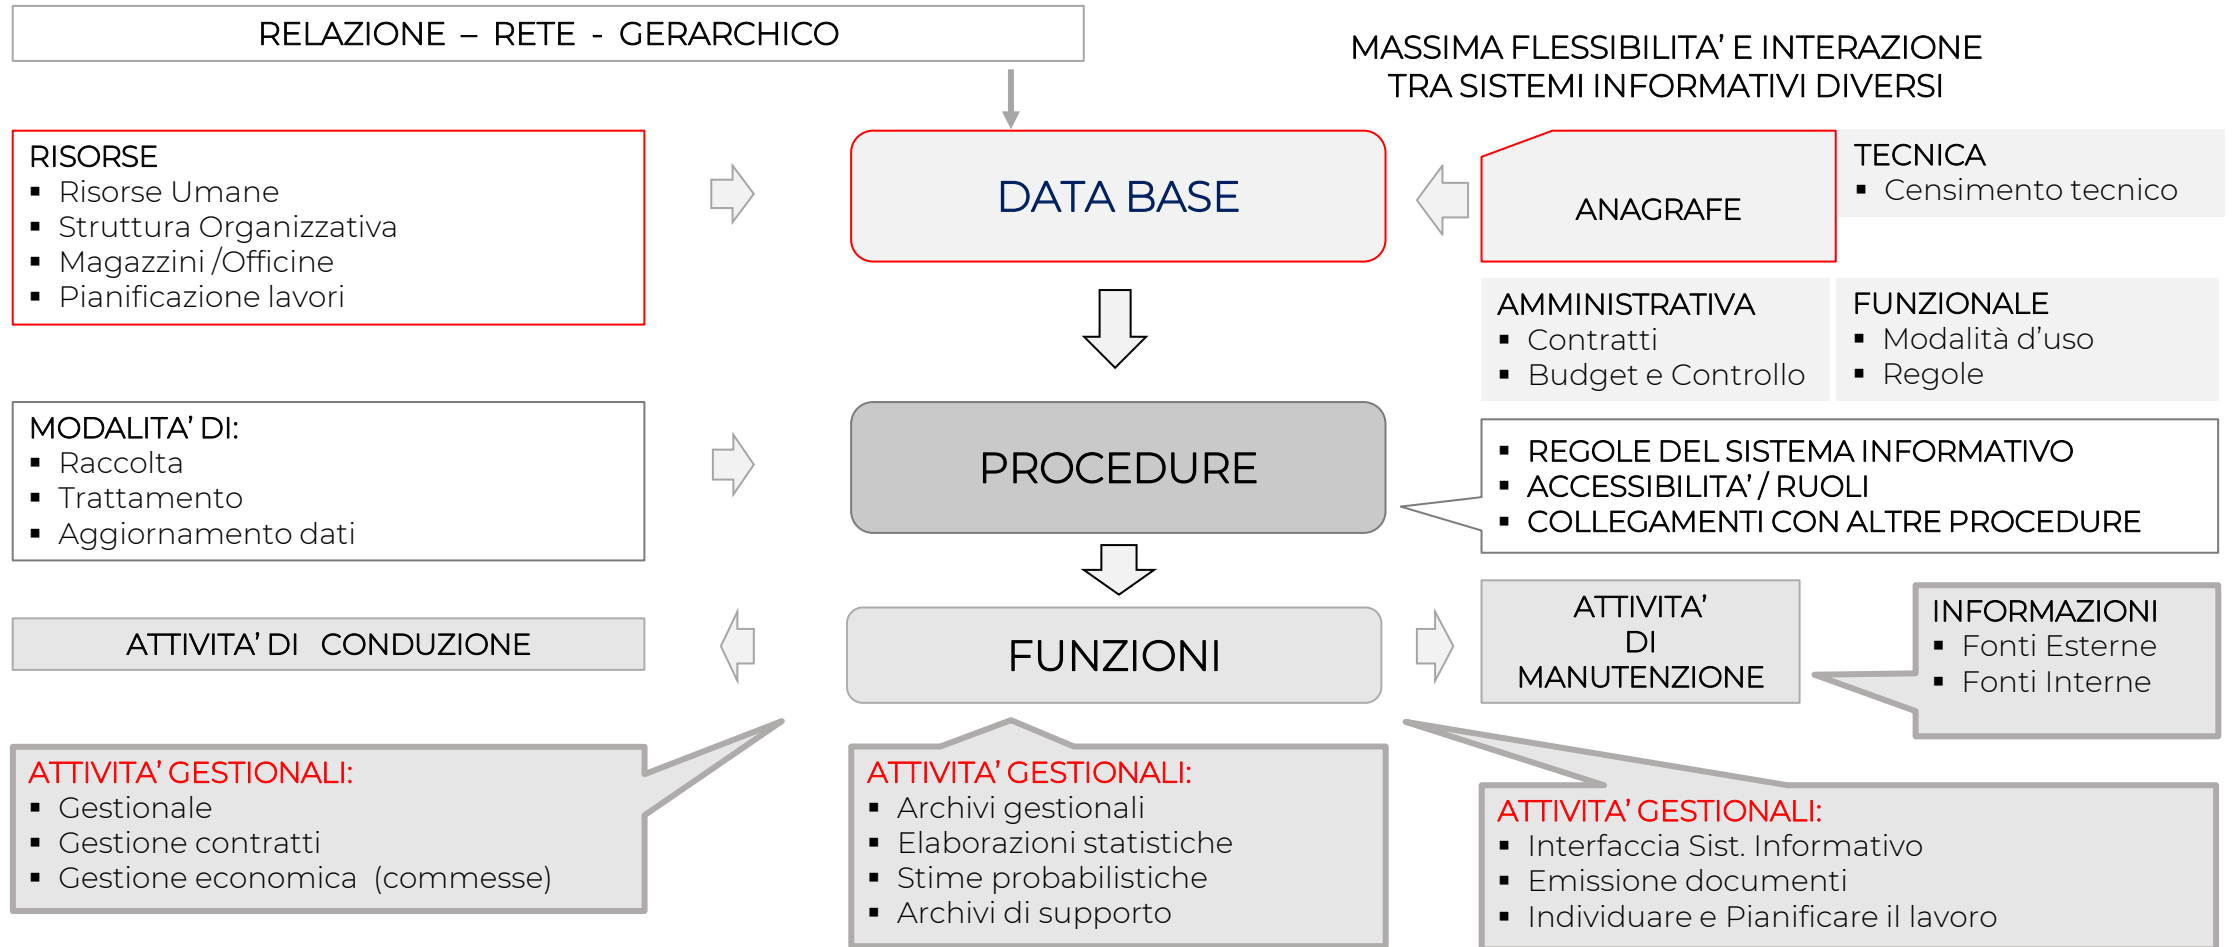 RELAZIONE – RETE - GERARCHICO
MASSIMA FLESSIBILITA' E INTERAZIONE
TRA SISTEMI INFORMATIVI DIVERSI
RISORSE
▪ Risorse Umane
▪ Struttura Organizzativa
▪ Magazzini /Officine
▪ Pianificazione lavori
DATA BASE
ANAGRAFE
TECNICA
▪ Censimento tecnico
AMMINISTRATIVA
▪ Contratti
▪ Budget e Controllo
FUNZIONALE
▪ Modalità d'uso
▪ Regole
MODALITA' DI:
▪ Raccolta
▪ Trattamento
▪ Aggiornamento dati
PROCEDURE
▪ REGOLE DEL SISTEMA INFORMATIVO
▪ ACCESSIBILITA' / RUOLI
▪ COLLEGAMENTI CON ALTRE PROCEDURE
ATTIVITA' DI CONDUZIONE
FUNZIONI
ATTIVITA'
DI
MANUTENZIONE
INFORMAZIONI
▪ Fonti Esterne
▪ Fonti Interne
ATTIVITA' GESTIONALI:
▪ Gestionale
▪ Gestione contratti
▪ Gestione economica (commesse)
ATTIVITA' GESTIONALI:
▪ Archivi gestionali
▪ Elaborazioni statistiche
▪ Stime probabilistiche
▪ Archivi di supporto
ATTIVITA' GESTIONALI:
▪ Interfaccia Sist. Informativo
▪ Emissione documenti
▪ Individuare e Pianificare il lavoro